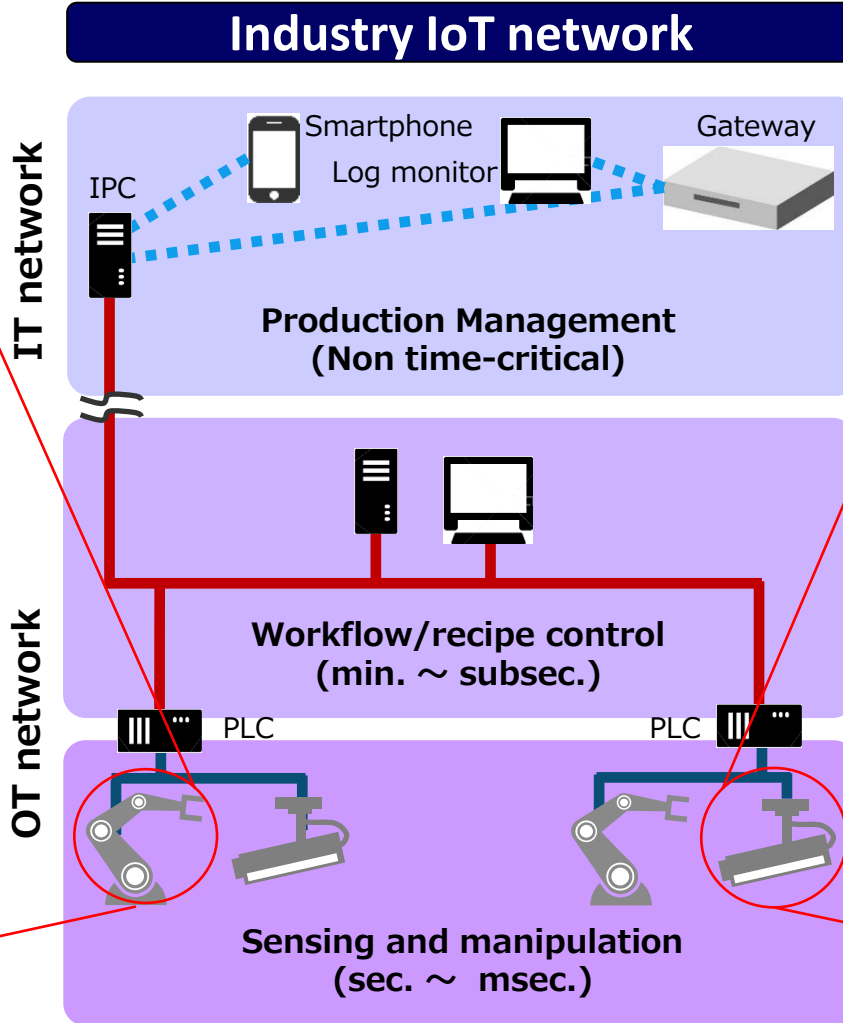 Industry IoT network
IT network
Smartphone
Gateway
Log monitor
IPC
Production Management
(Non time-critical)
OT network
Workflow/recipe control
(min. ～ subsec.)
PLC
PLC
Sensing and manipulation
(sec. ～ msec.)